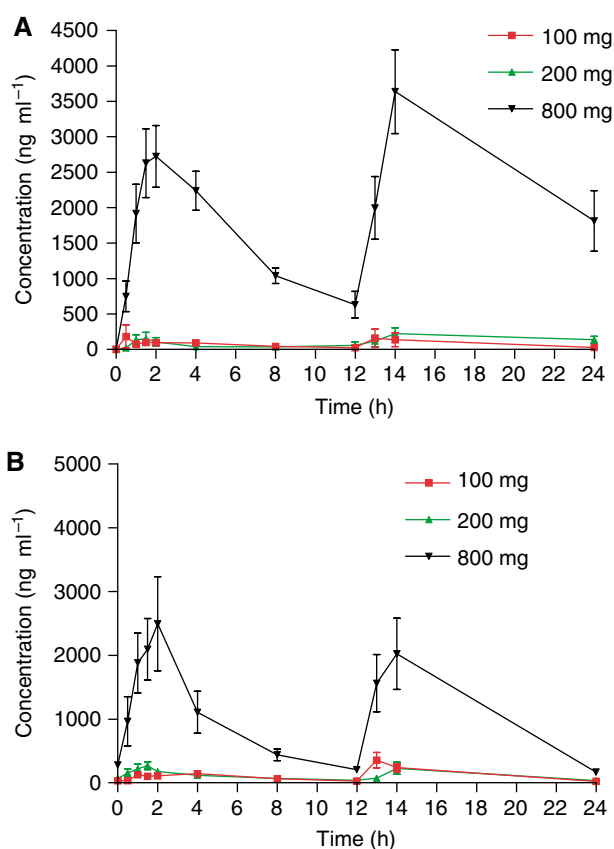 A
100 mg
200 mg
800 mg
Concentration (ng ml⁻¹)
4500
4000
3500
3000
2500
2000
1500
1000
500
0
0 2 4 6 8 10 12 14 16 18 20 22 24
Time (h)
B
100 mg
200 mg
800 mg
Concentration (ng ml⁻¹)
5000
4000
3000
2000
1000
0
0 2 4 6 8 10 12 14 16 18 20 22 24
Time (h)